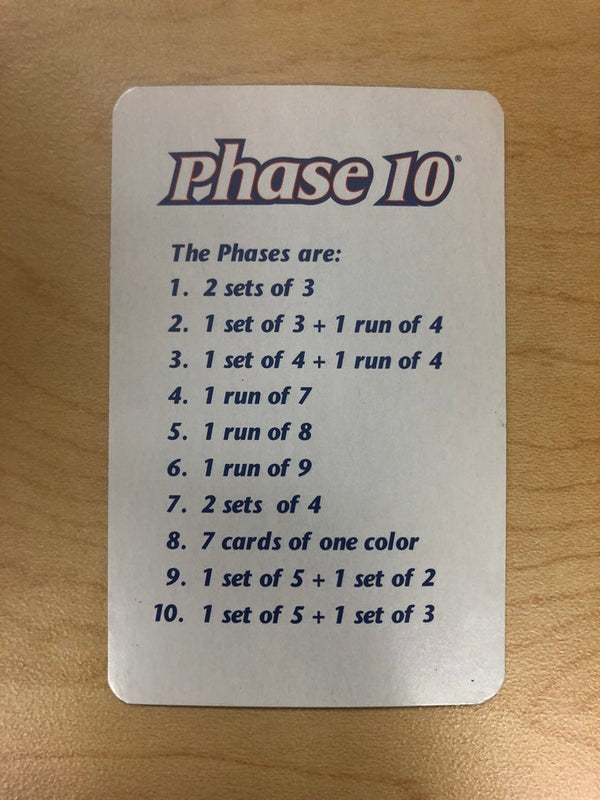 Phase 10®
The Phases are:
1. 2 sets of 3
2. 1 set of 3 + 1 run of 4
3. 1 set of 4 + 1 run of 4
4. 1 run of 7
5. 1 run of 8
6. 1 run of 9
7. 2 sets of 4
8. 7 cards of one color
9. 1 set of 5 + 1 set of 2
10. 1 set of 5 + 1 set of 3